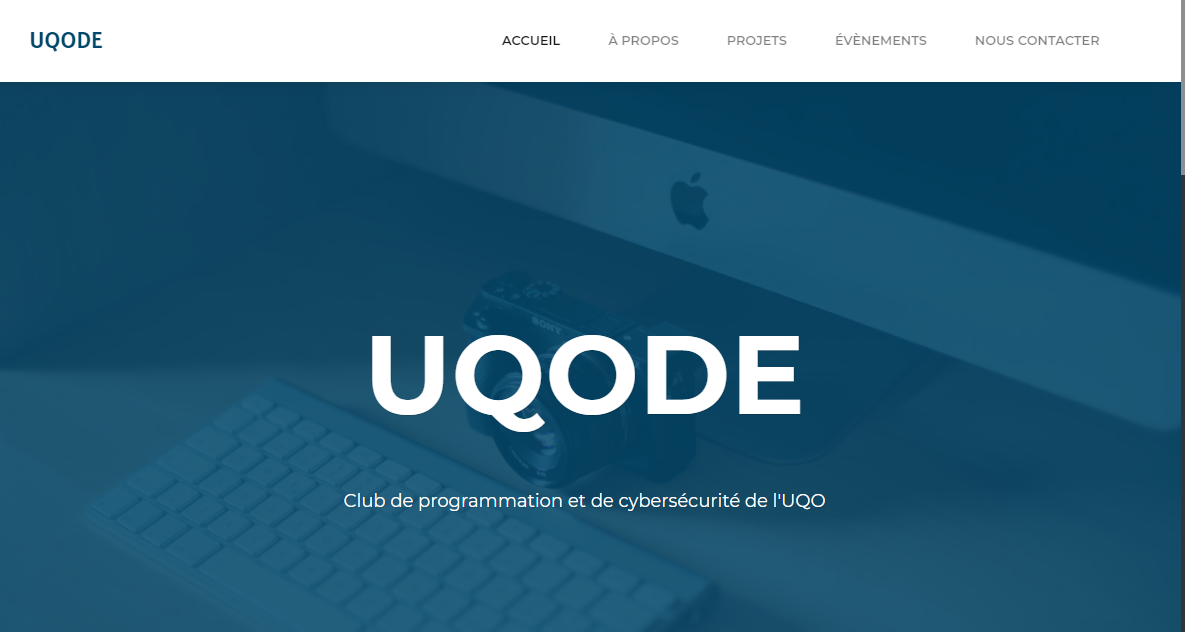 UQODE
ACCUEIL À PROPOS PROJETS ÉVÈNEMENTS NOUS CONTACTER
SONY
UQODE
Club de programmation et de cybersécurité de l'UQO